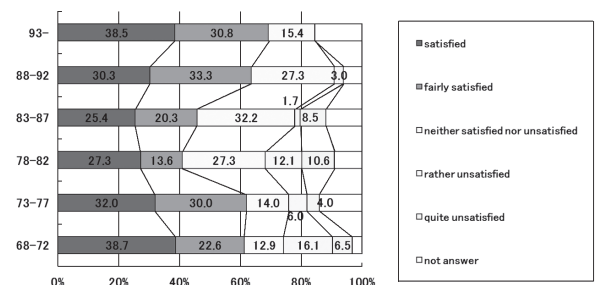 93-
38.5 30.8 15.4
88-92
30.3 33.3 27.3 3.0
1.7
83-87
25.4 20.3 32.2 8.5
78-82
27.3 13.6 27.3 12.1 10.6
73-77
32.0 30.0 14.0 4.0
6.0
68-72
38.7 22.6 12.9 16.1 6.5
0% 20% 40% 60% 80% 100%
satisfied
fairly satisfied
neither satisfied nor unsatisfied
rather unsatisfied
quite unsatisfied
not answer